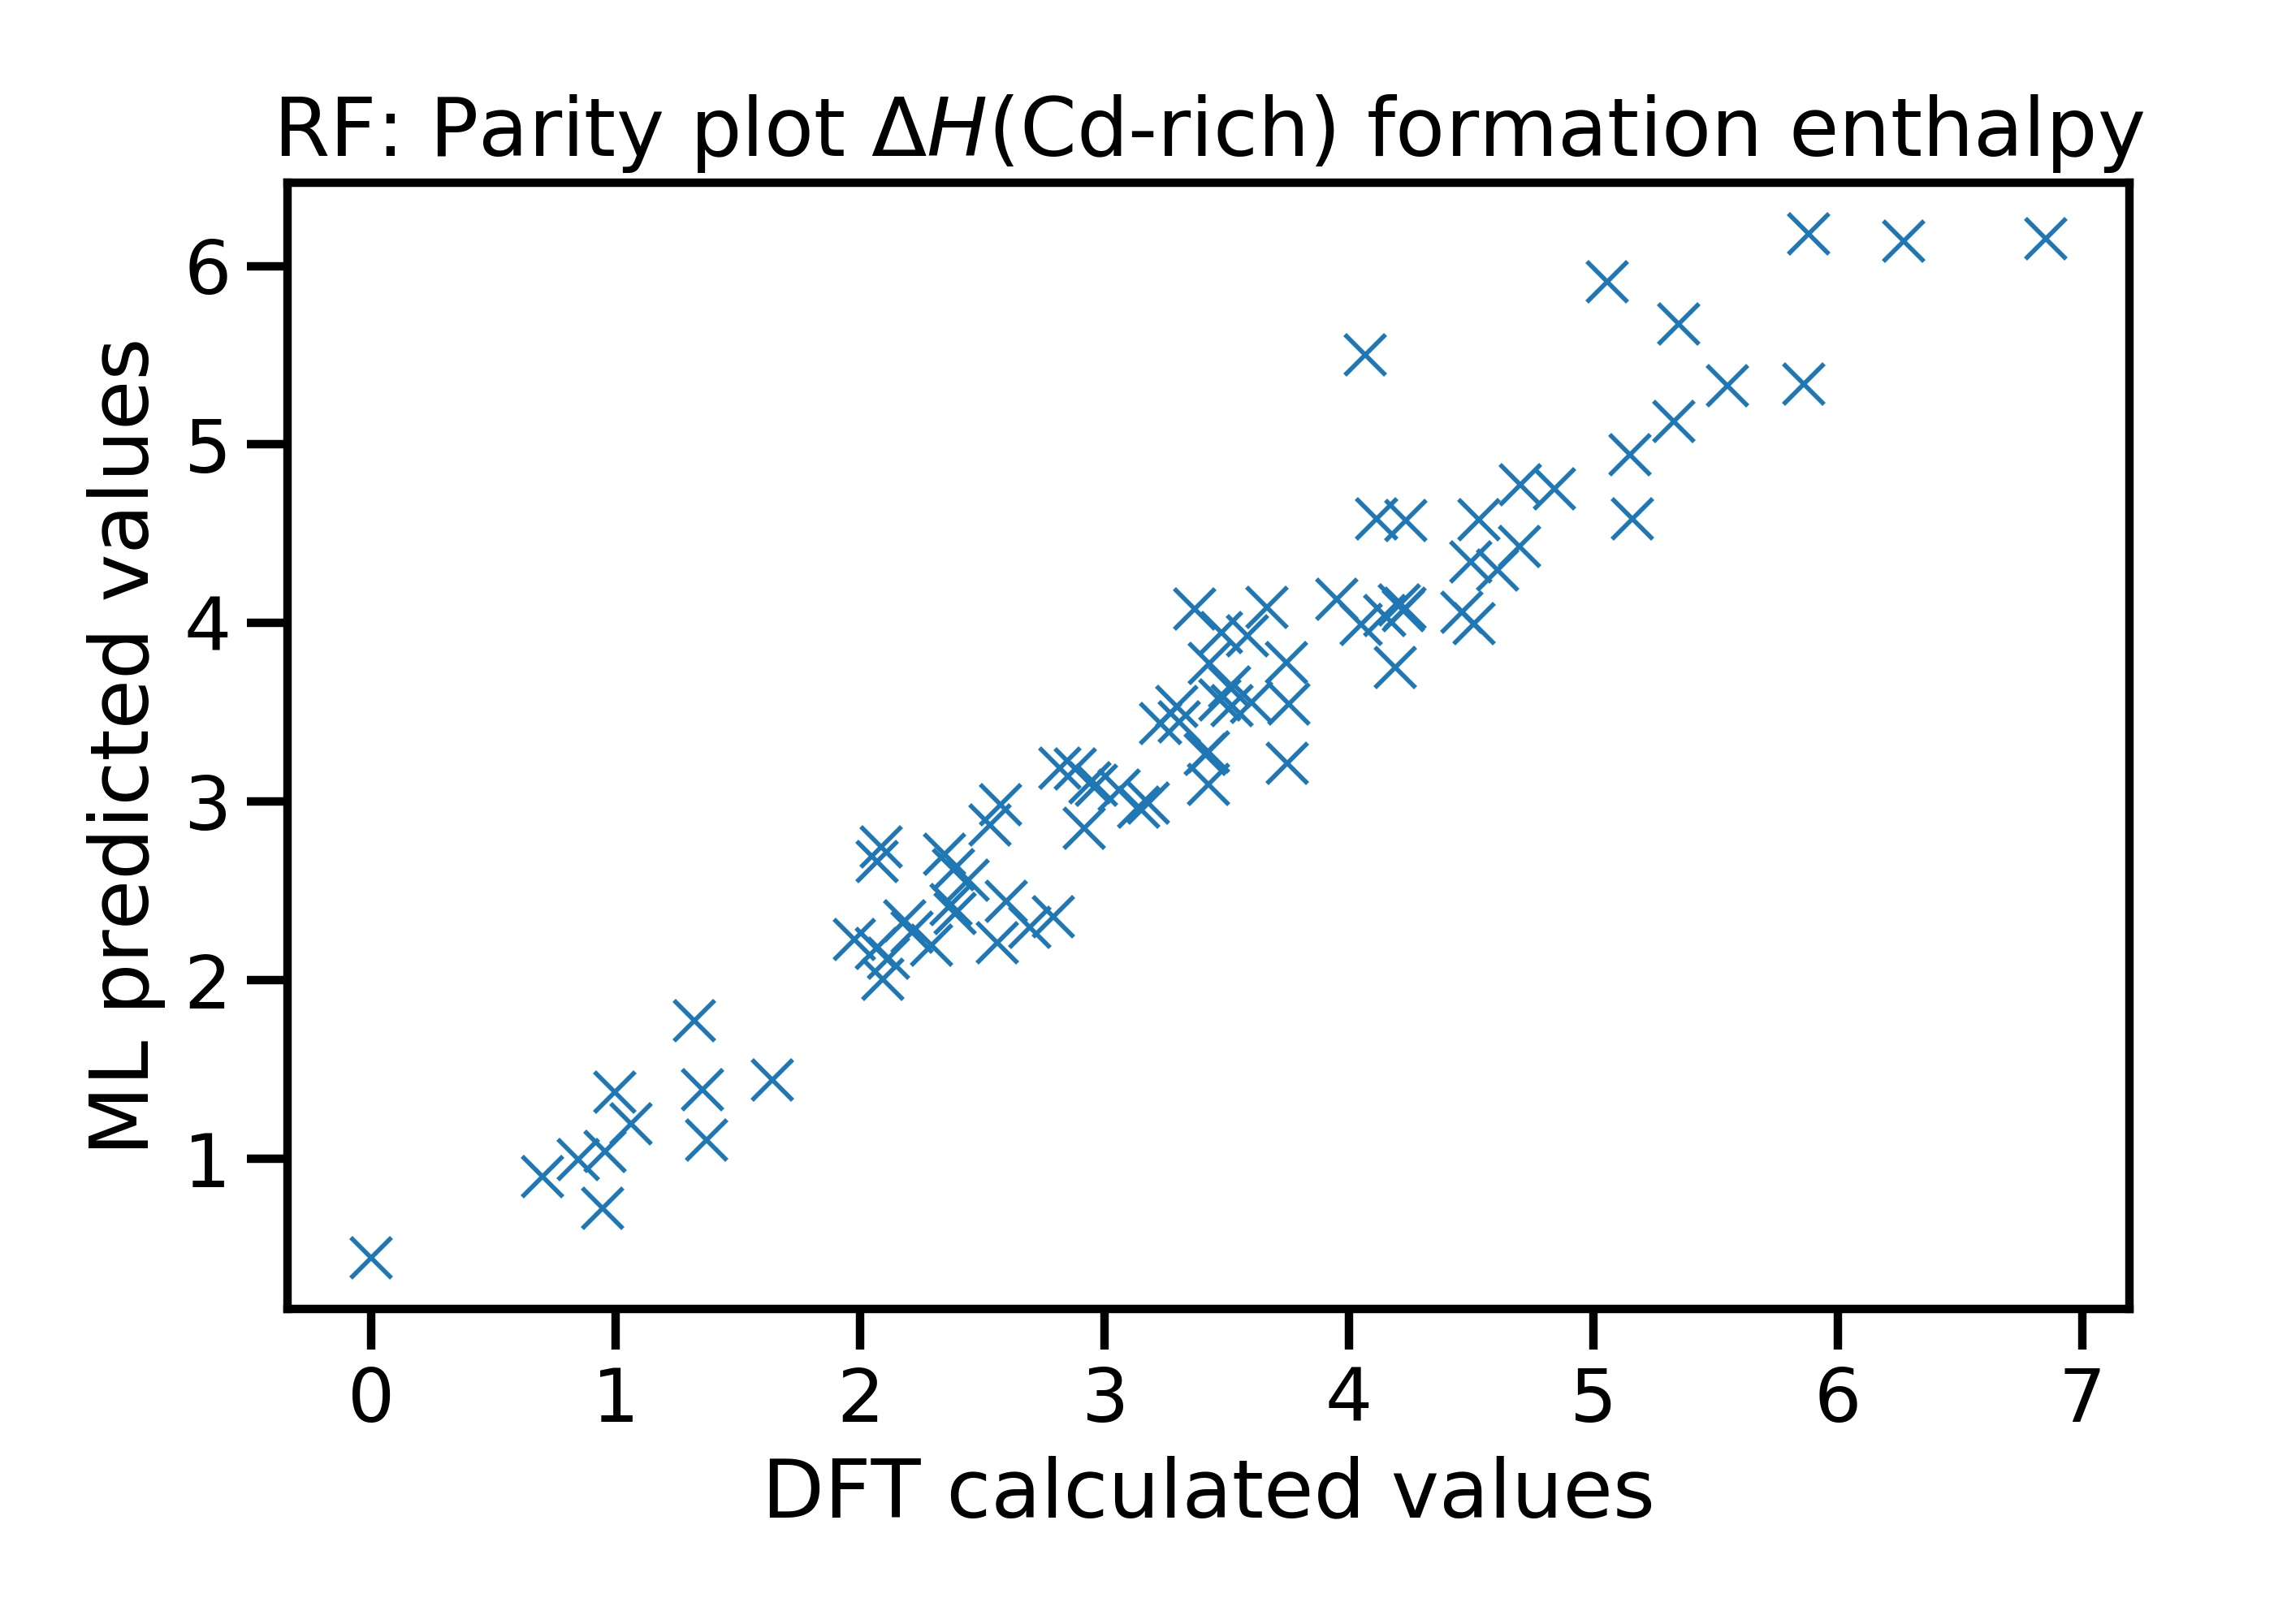 RF: Parity plot ΔH(Cd-rich) formation enthalpy
ML predicted values
6
5
4
3
2
1
0 1 2 3 4 5 6 7
DFT calculated values